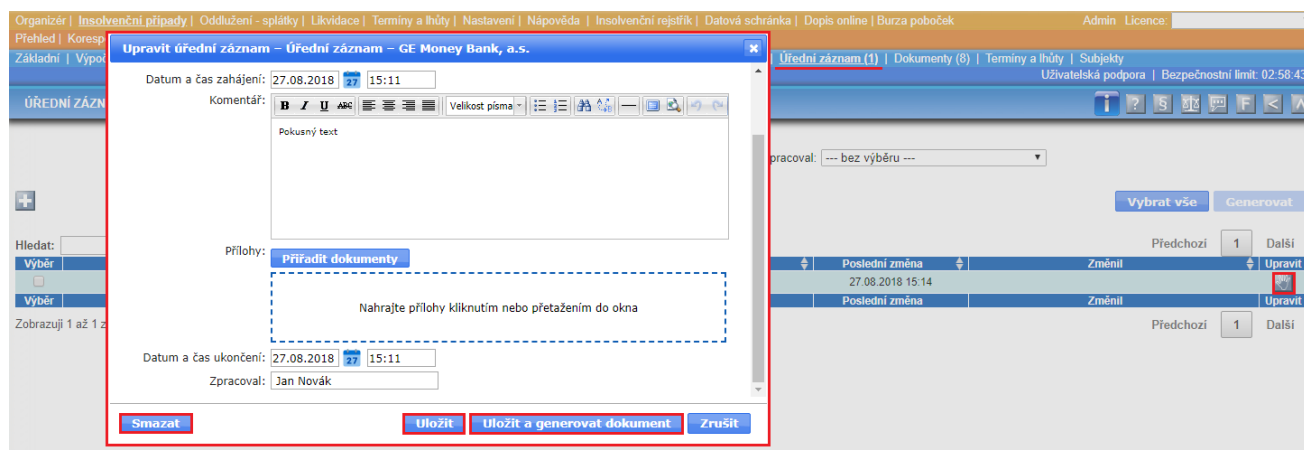 Organizér | Insolvenční případy | Oddlužení - splátky | Likvidace | Termíny a lhůty | Nastavení | Nápověda | Insolvenční rejstřík | Datová schránka | Dopis online | Burza poboček Admin Licence:
Přehled | Koresp
Základní | Výpoč
Úřední záznam (1) | Dokumenty (8) | Termíny a lhůty | Subjekty
Uživatelská podpora | Bezpečnostní limit: 02:58:43
ÚŘEDNÍ ZÁZN
Upravit úřední záznam – Úřední záznam – GE Money Bank, a.s.
Datum a čas zahájení: 27.08.2018 27 15:11
Komentář: B I U ABC Velikost písma
Pokusný text
pracoval: --- bez výběru ---
Vybrat vše Generovat
Předchozí 1 Další
Hledat:
Výběr Poslední změna Změnil Upravit
27.08.2018 15:14
Výběr Poslední změna Změnil Upravit
Zobrazuji 1 až 1 z
Předchozí 1 Další
Přílohy: Přiřadit dokumenty
Nahrajte přílohy kliknutím nebo přetažením do okna
Datum a čas ukončení: 27.08.2018 27 15:11
Zpracoval: Jan Novák
Smazat Uložit Uložit a generovat dokument Zrušit